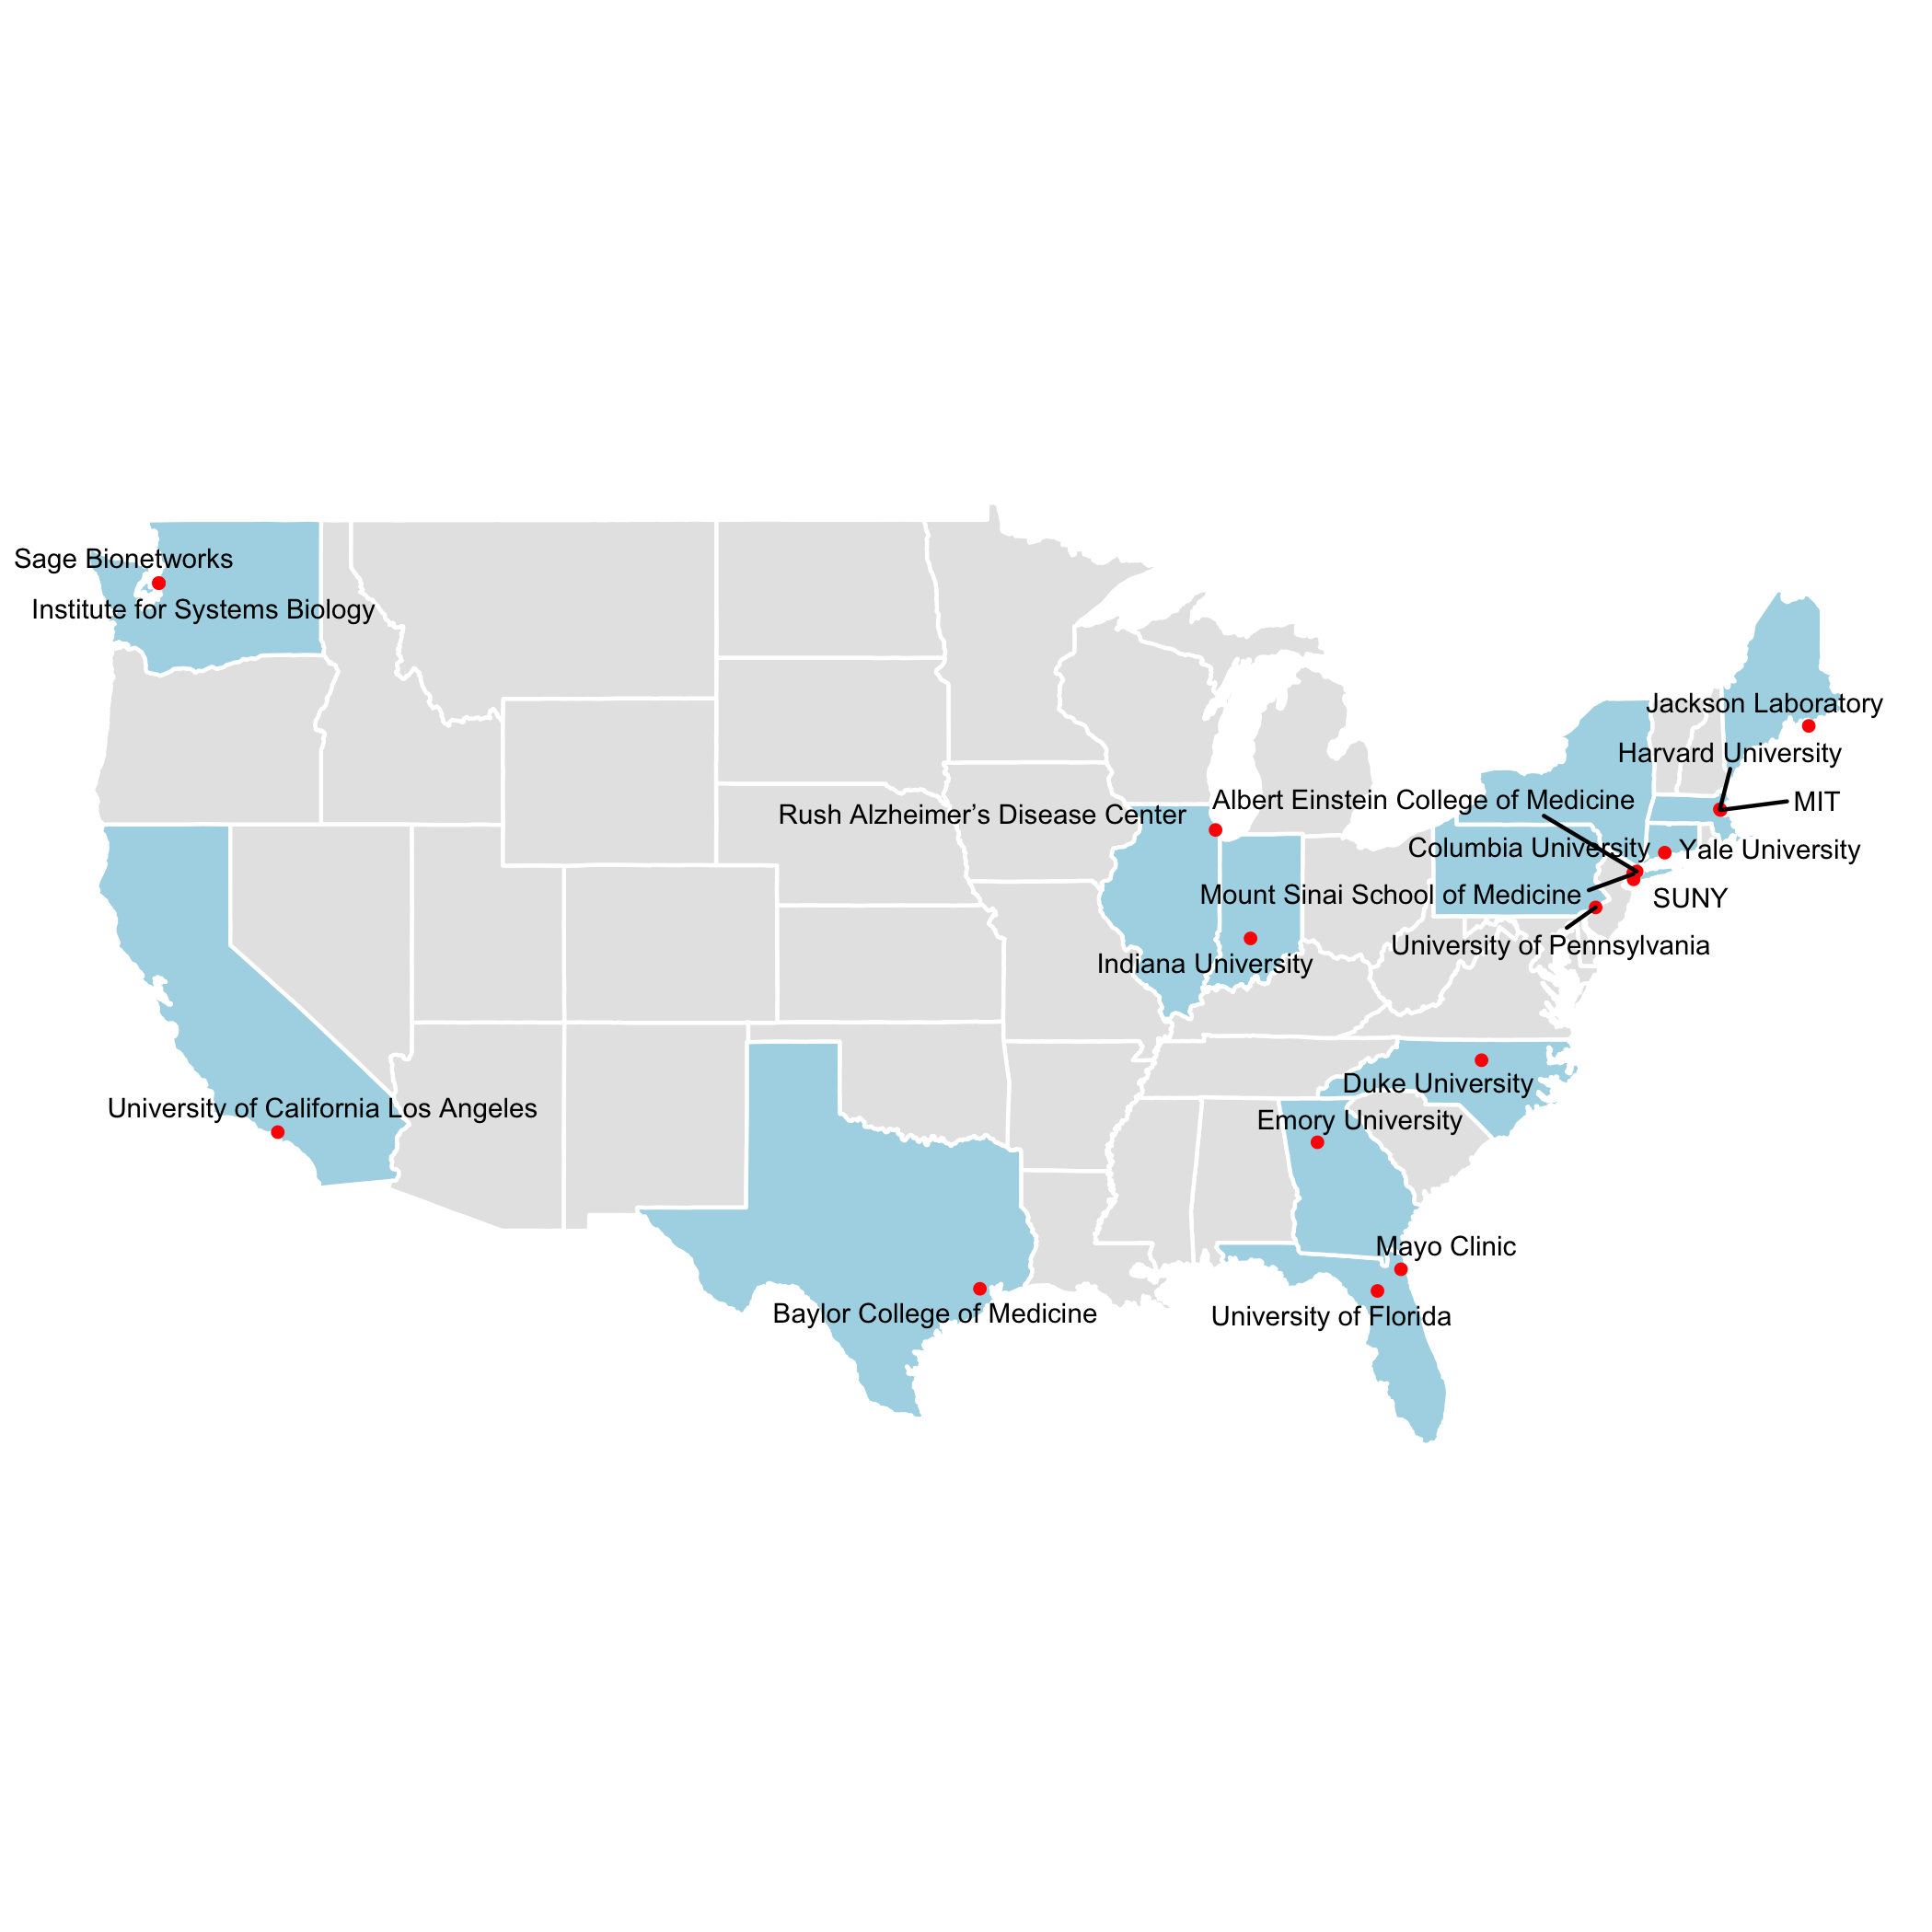 Sage Bionetworks
Institute for Systems Biology
Jackson Laboratory
Harvard University
Albert Einstein College of Medicine
MIT
Rush Alzheimer’s Disease Center
Columbia University
Yale University
Mount Sinai School of Medicine
SUNY
University of Pennsylvania
Indiana University
Duke University
University of California Los Angeles
Emory University
Mayo Clinic
Baylor College of Medicine
University of Florida